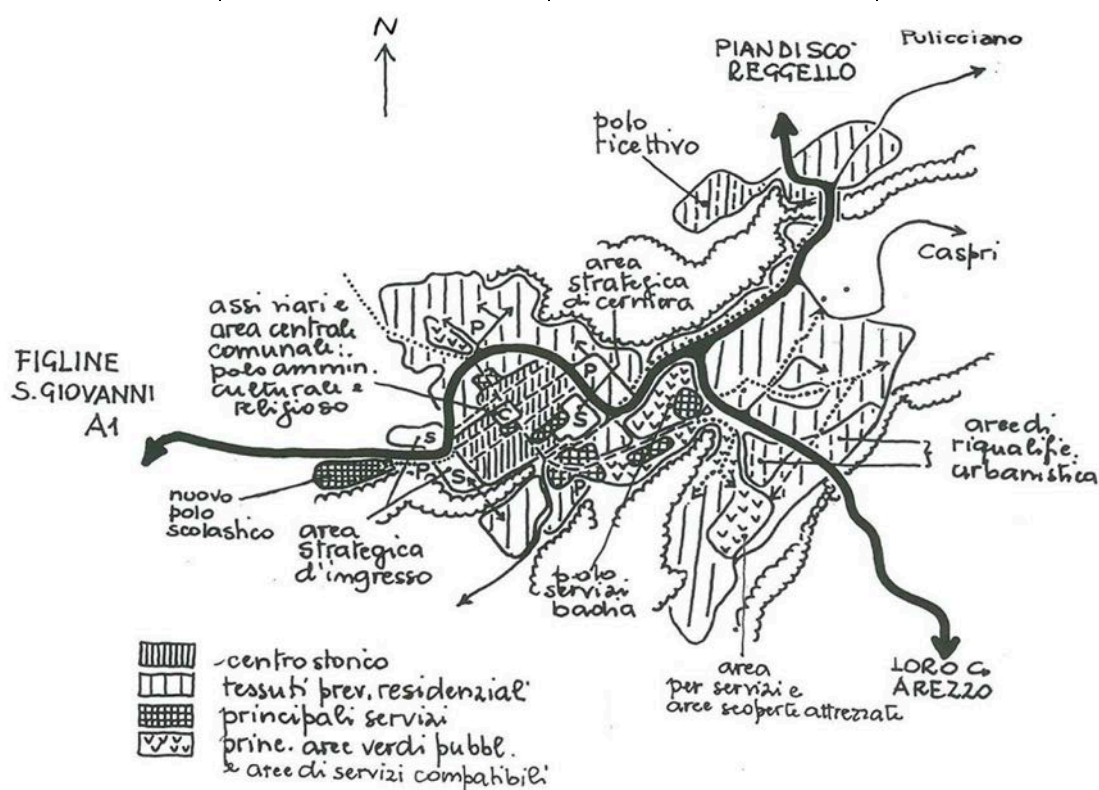 N
PIANDISCO'
REGGELLO
Pulicciano
polo
ricettivo
Caspri
area
strategica
di cerniera
assi viari e
area centrale
comunale:
polo ammin.
culturale e
religioso
FIGLINE
S. GIOVANNI
A1
P
P
C
S
S
P
S
P
aree di
riqualific.
urbanistica
nuovo
polo
scolastico
area
strategica
d'ingresso
polo
servizi
badia
area
per servizi e
aree scoperte attrezzate
LORO C.
AREZZO
centro storico
tessuti prev. residenziali
principali servizi
princ. aree verdi pubbl.
e aree di servizi compatibili